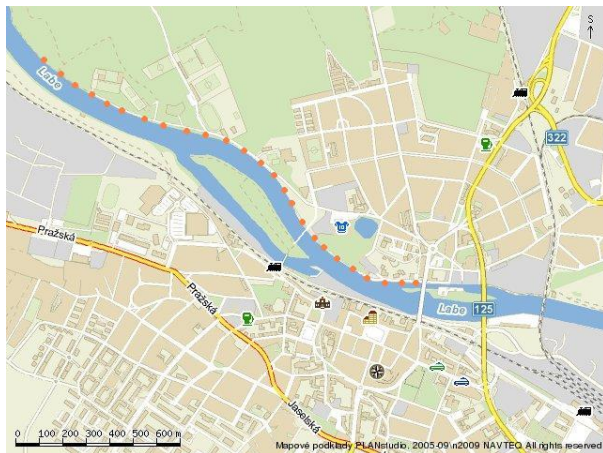 S
Labe
322
Pražská
Pražská
Labe
125
Jaselská
0 100 200 300 400 500 600 m
Mapové podklady PLANstudio, 2005-09\n2009 NAVTEQ All rights reserved